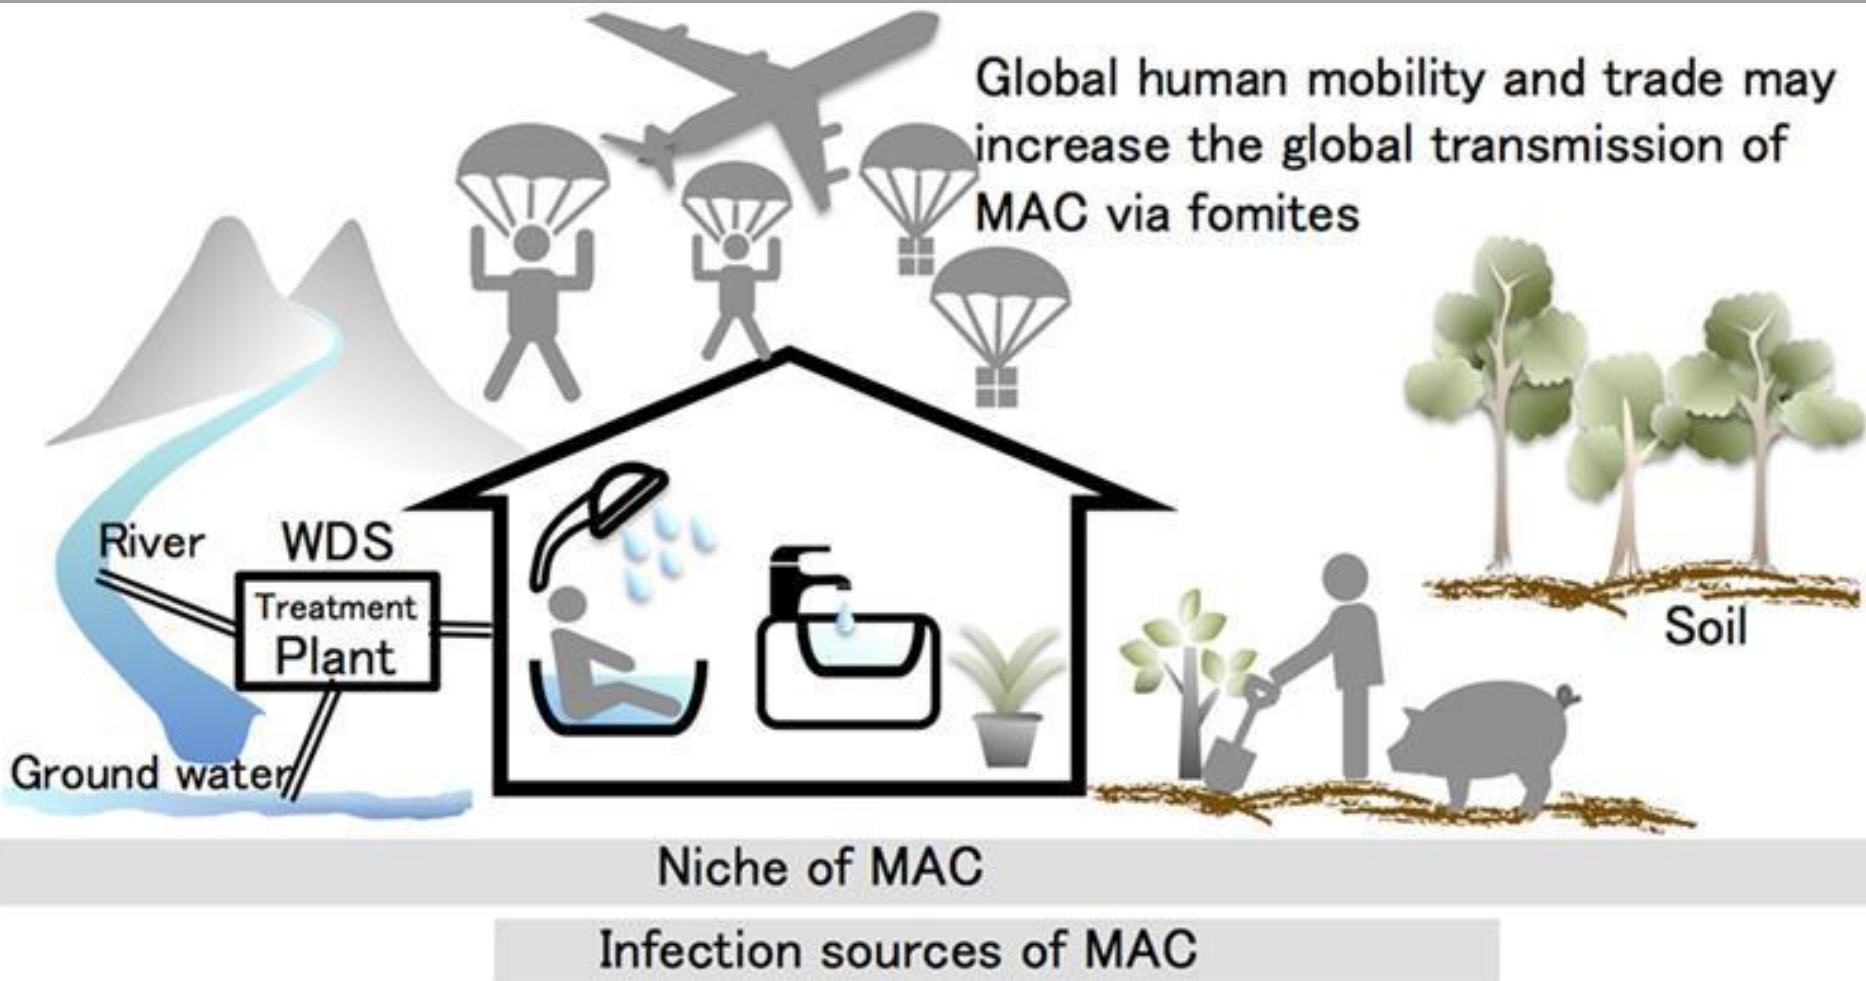 Global human mobility and trade may
increase the global transmission of
MAC via fomites
River
WDS
Treatment
Plant
Ground water
Soil
Niche of MAC
Infection sources of MAC